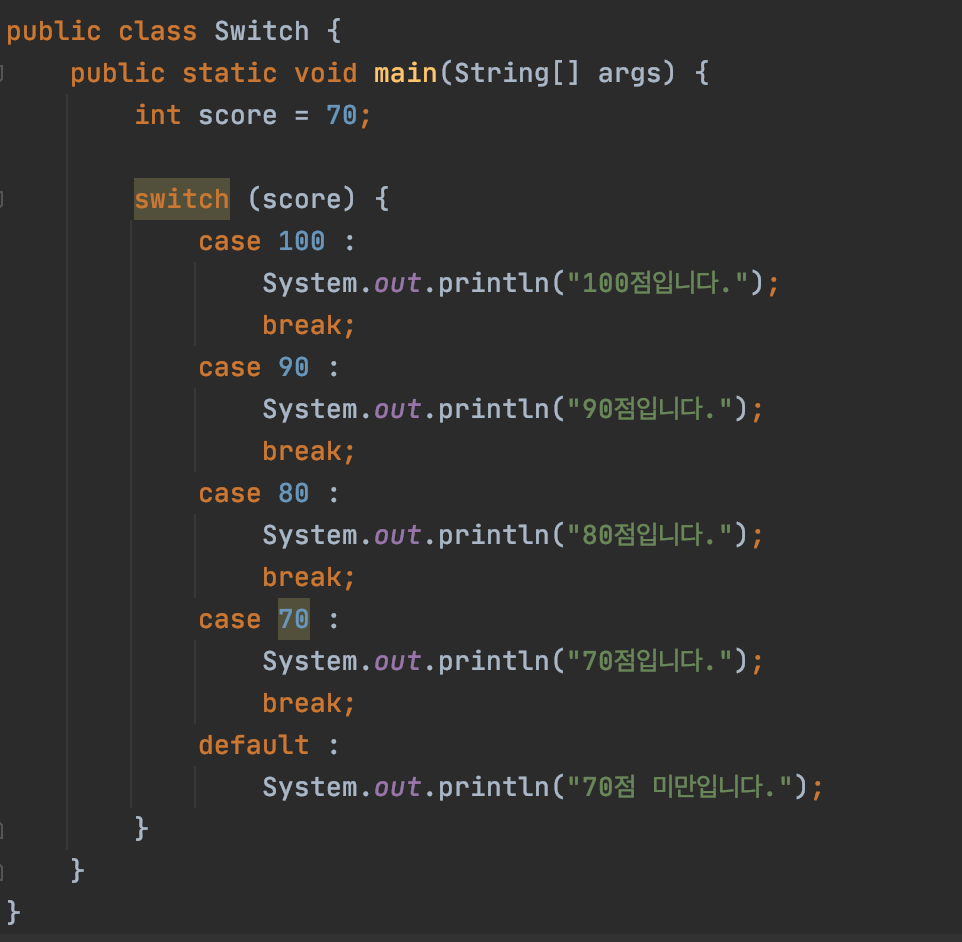 public class Switch {
    public static void main(String[] args) {
        int score = 70;

        switch (score) {
            case 100 :
                System.out.println("100점입니다.");
                break;
            case 90 :
                System.out.println("90점입니다.");
                break;
            case 80 :
                System.out.println("80점입니다.");
                break;
            case 70 :
                System.out.println("70점입니다.");
                break;
            default :
                System.out.println("70점 미만입니다.");
        }
    }
}